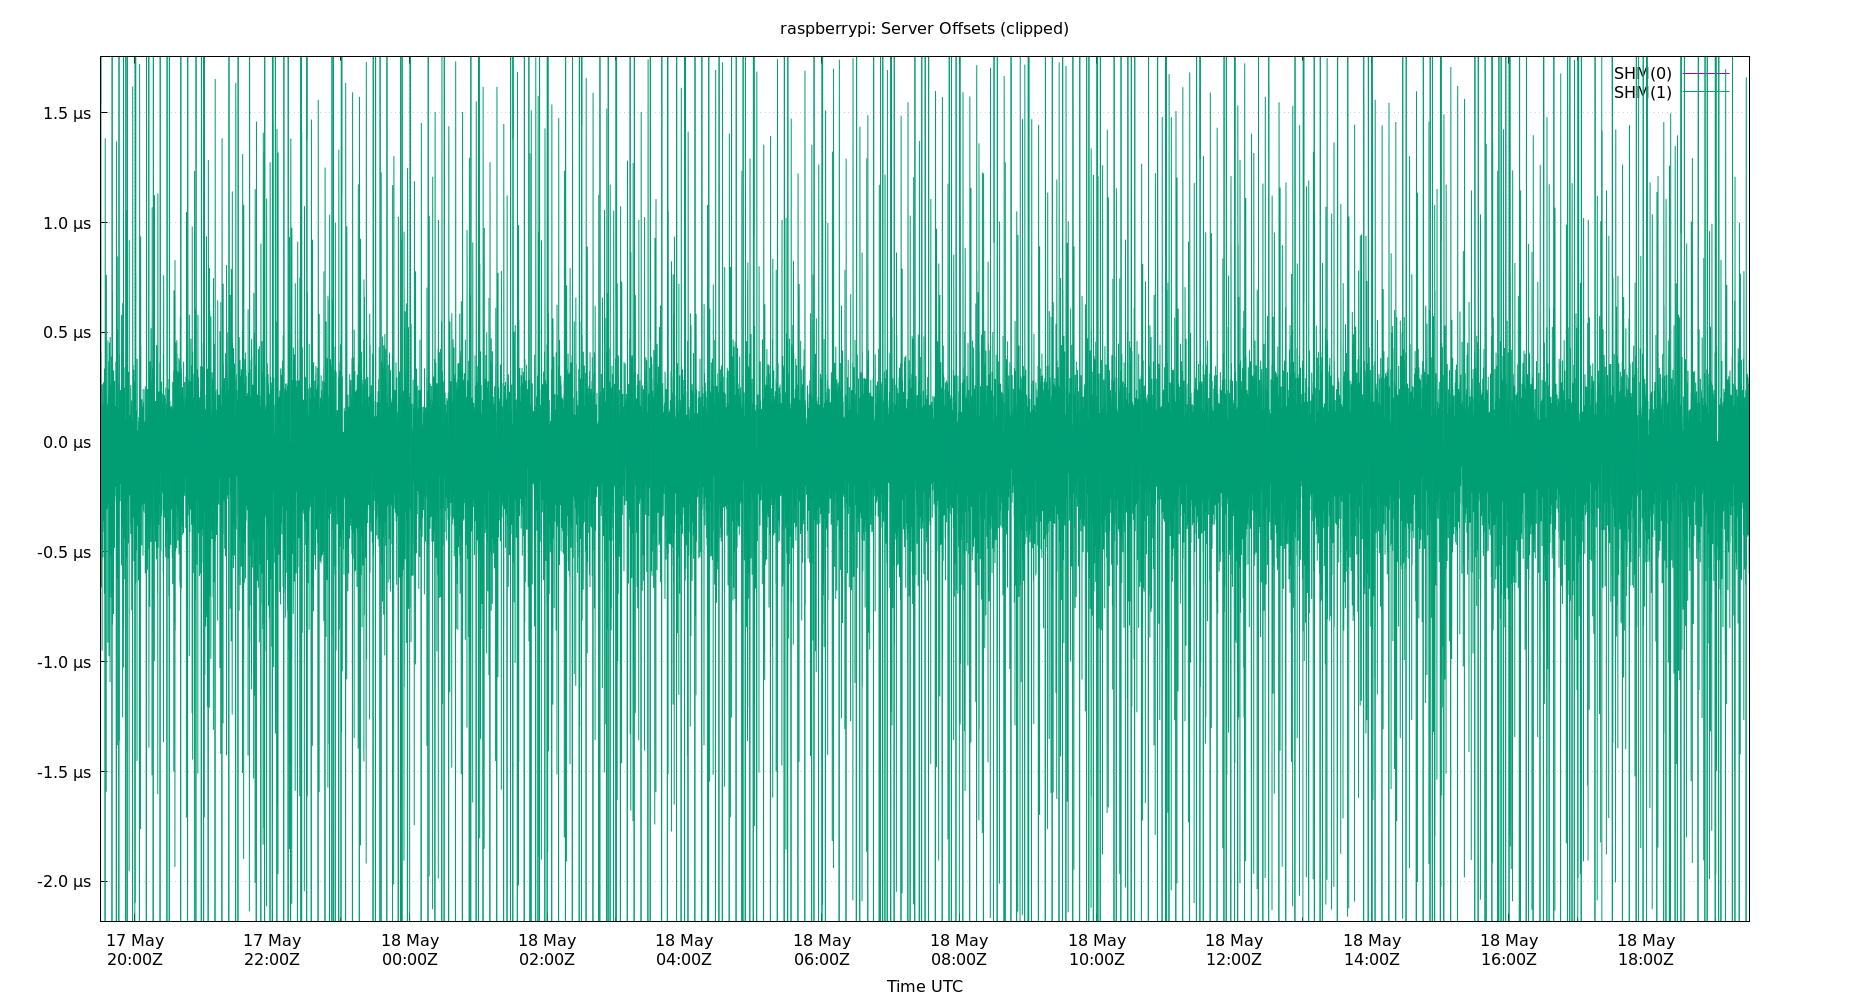 raspberrypi: Server Offsets (clipped)
SHM(0)
SHM(1)
1.5 µs
1.0 µs
0.5 µs
0.0 µs
-0.5 µs
-1.0 µs
-1.5 µs
-2.0 µs
17 May 17 May 18 May 18 May 18 May 18 May 18 May 18 May 18 May 18 May 18 May 18 May
20:00Z 22:00Z 00:00Z 02:00Z 04:00Z 06:00Z 08:00Z 10:00Z 12:00Z 14:00Z 16:00Z 18:00Z
Time UTC